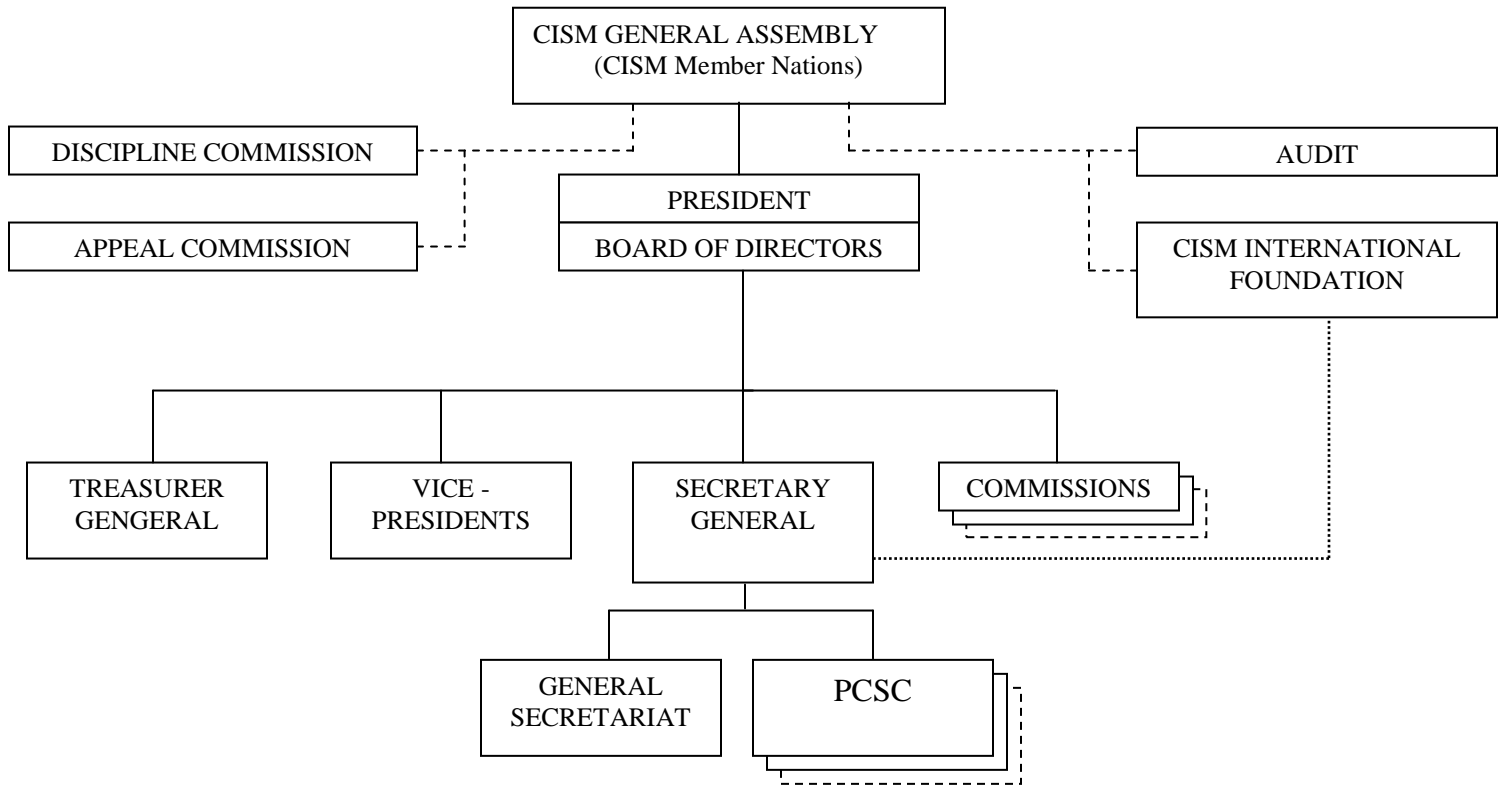 CISM GENERAL ASSEMBLY
(CISM Member Nations)
DISCIPLINE COMMISSION
AUDIT
PRESIDENT
APPEAL COMMISSION
BOARD OF DIRECTORS
CISM INTERNATIONAL
FOUNDATION
TREASURER
GENGERAL
VICE -
PRESIDENTS
SECRETARY
GENERAL
COMMISSIONS
GENERAL
SECRETARIAT
PCSC